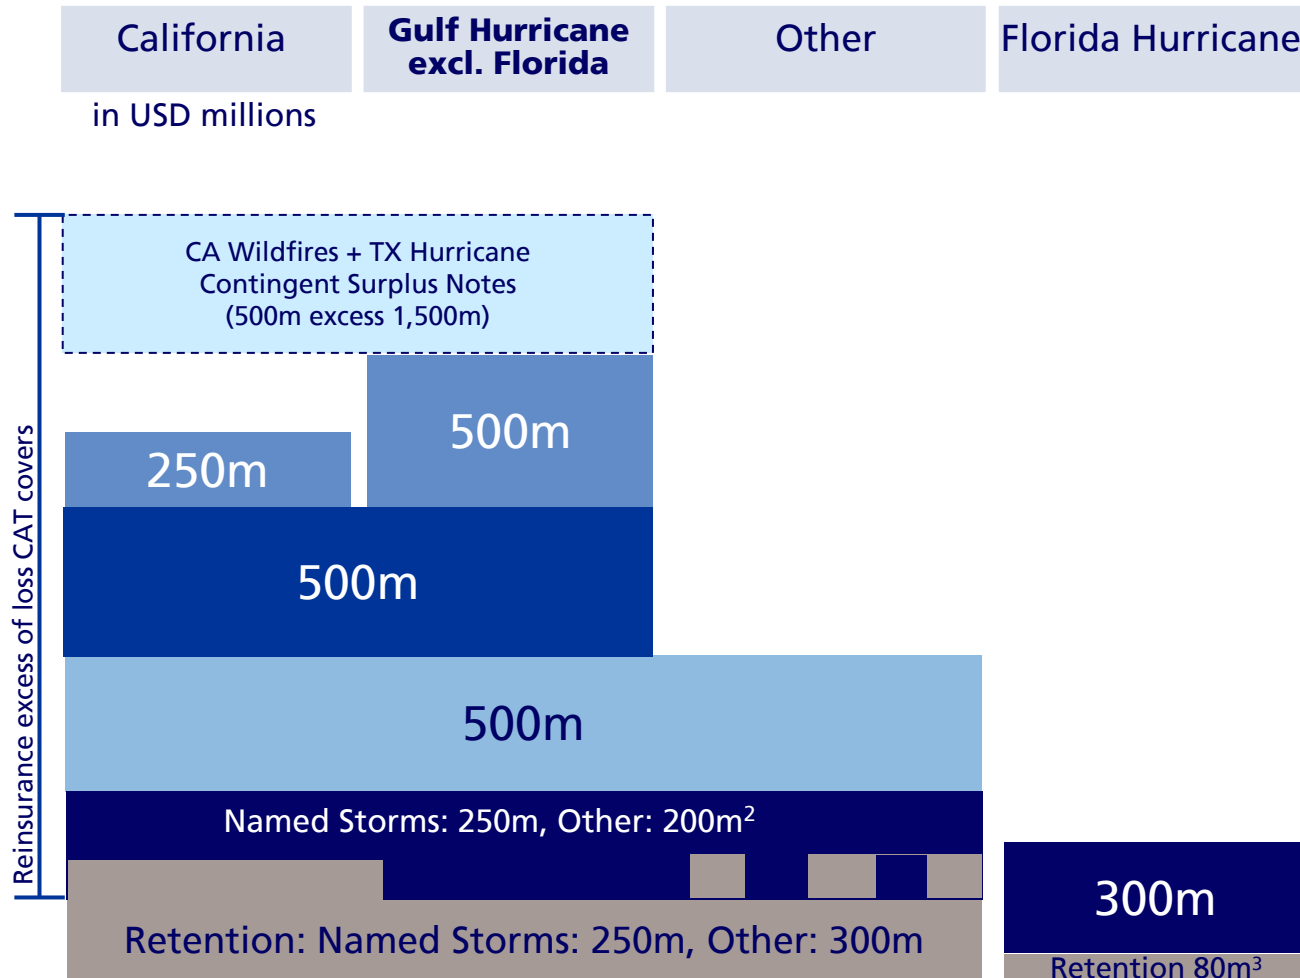 California
Gulf Hurricane
excl. Florida
Other
Florida Hurricane
in USD millions
Reinsurance excess of loss CAT covers
CA Wildfires + TX Hurricane
Contingent Surplus Notes
(500m excess 1,500m)
500m
250m
500m
500m
Named Storms: 250m, Other: 200m²
Retention: Named Storms: 250m, Other: 300m
300m
Retention 80m³